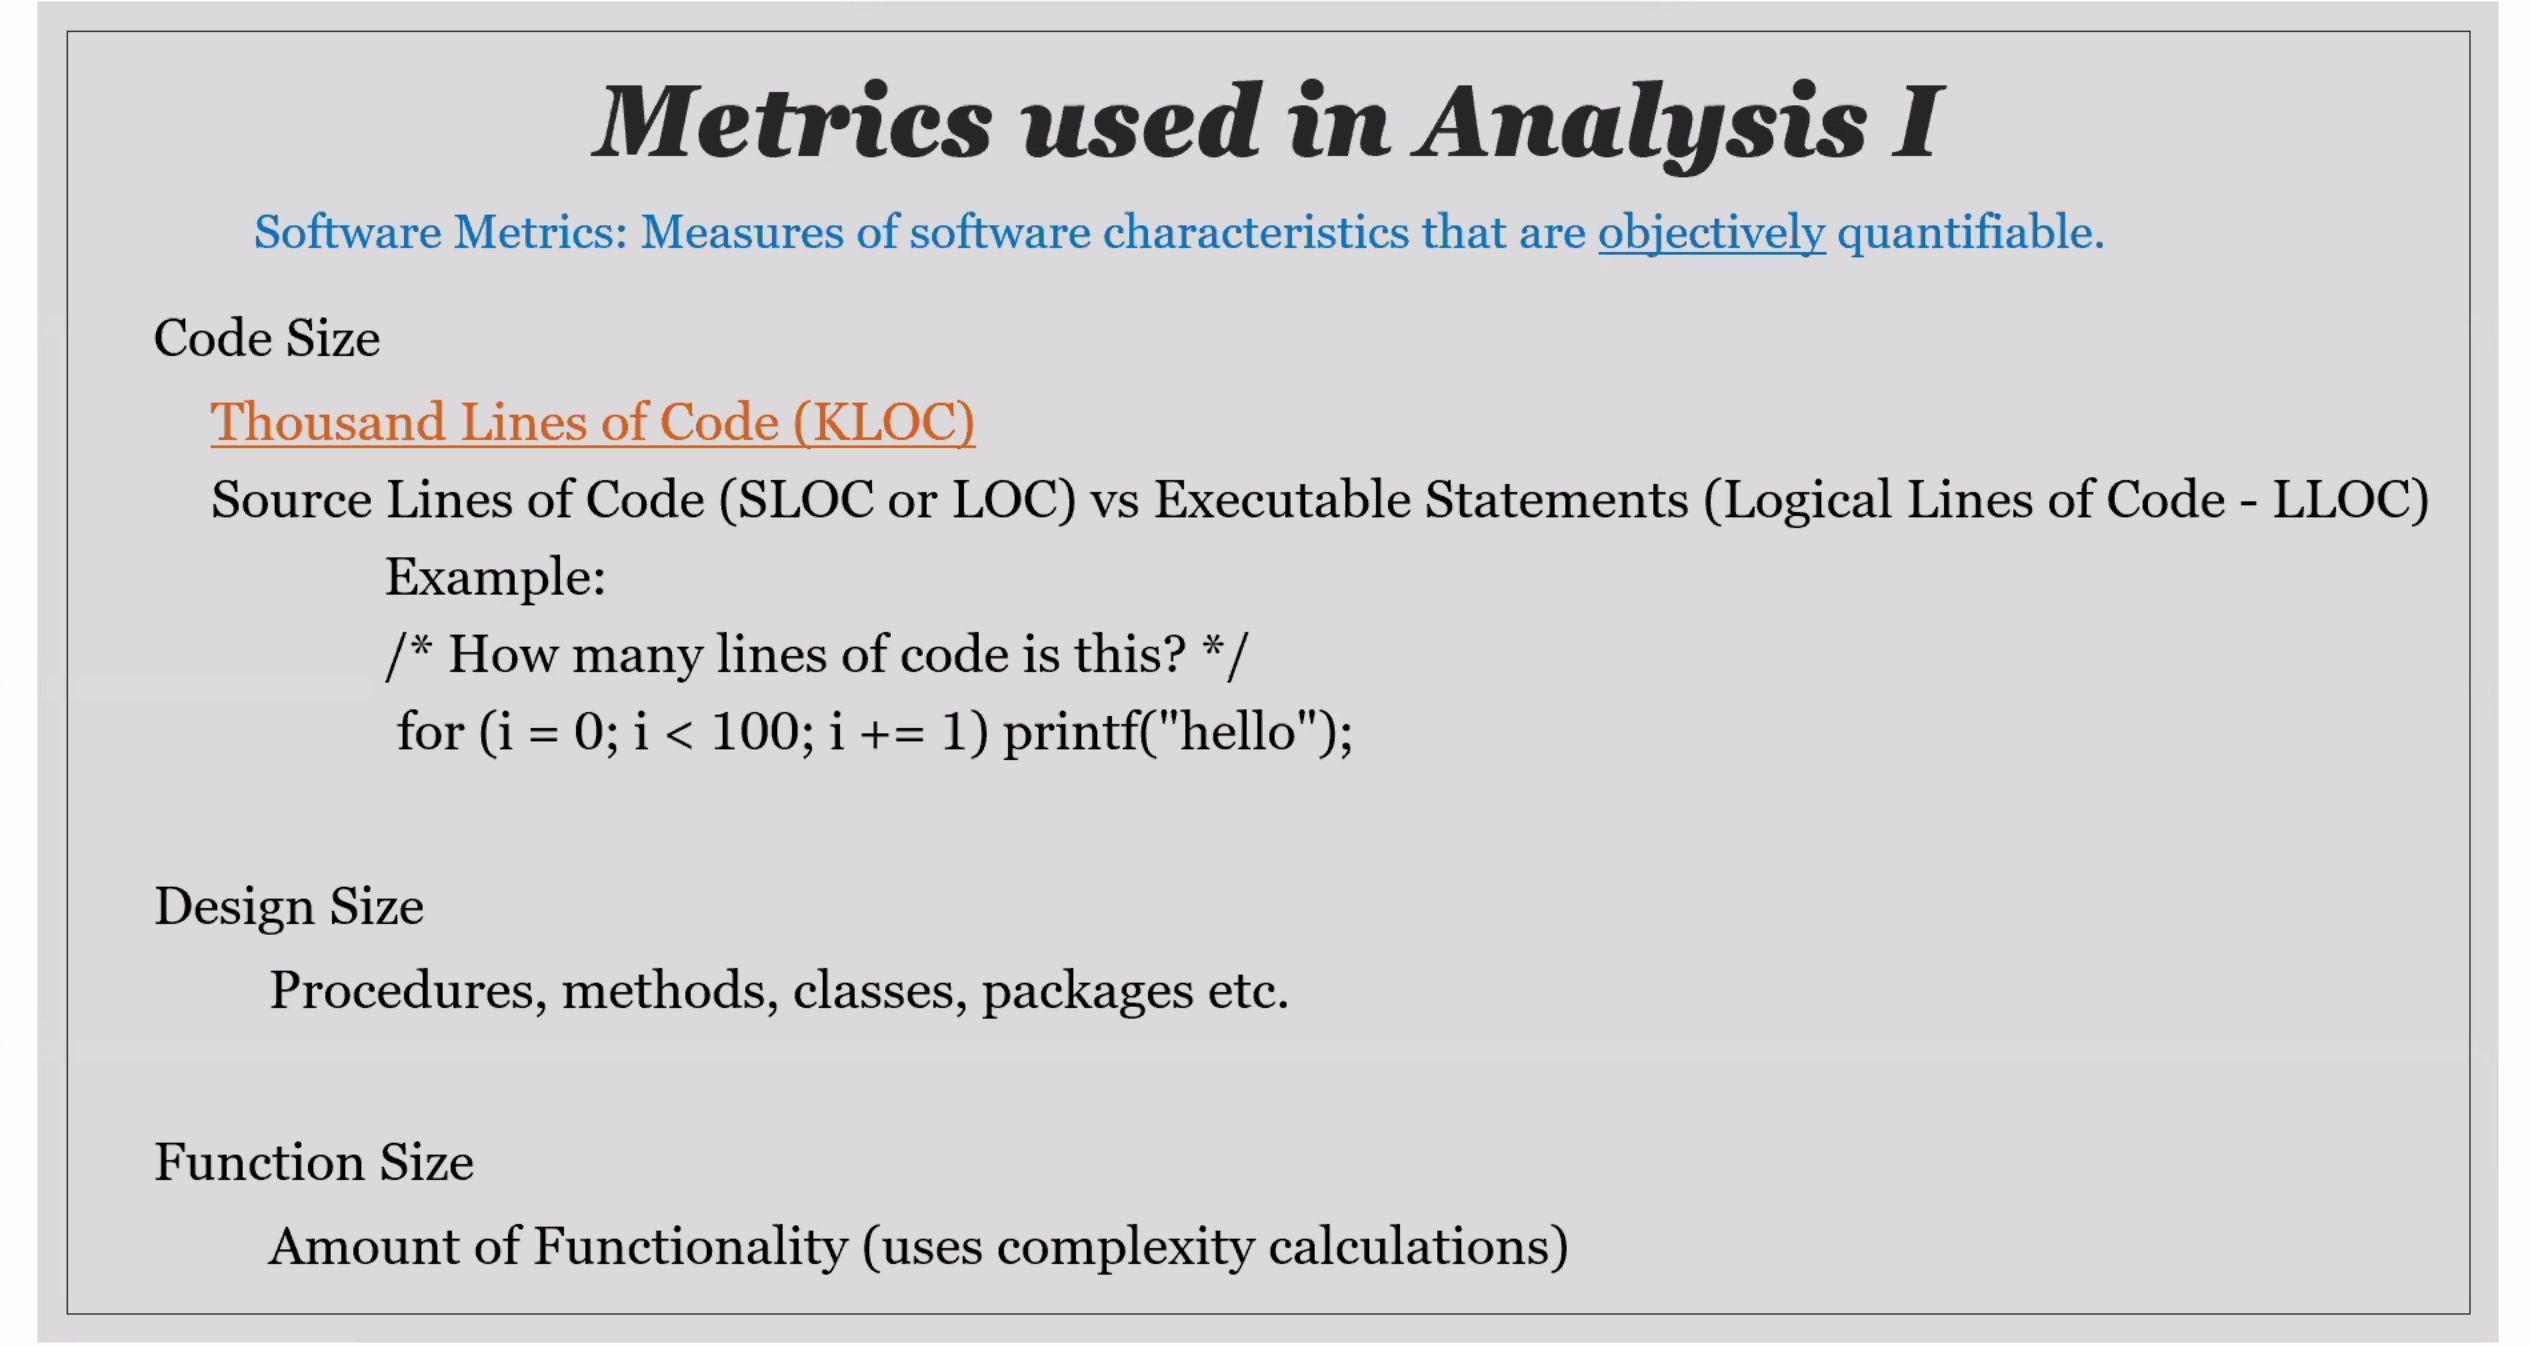 Metrics used in Analysis I
Software Metrics: Measures of software characteristics that are objectively quantifiable.
Code Size
Thousand Lines of Code (KLOC)
Source Lines of Code (SLOC or LOC) vs Executable Statements (Logical Lines of Code - LLOC)
Example:
/* How many lines of code is this? */
for (i = 0; i < 100; i += 1) printf("hello");
Design Size
Procedures, methods, classes, packages etc.
Function Size
Amount of Functionality (uses complexity calculations)